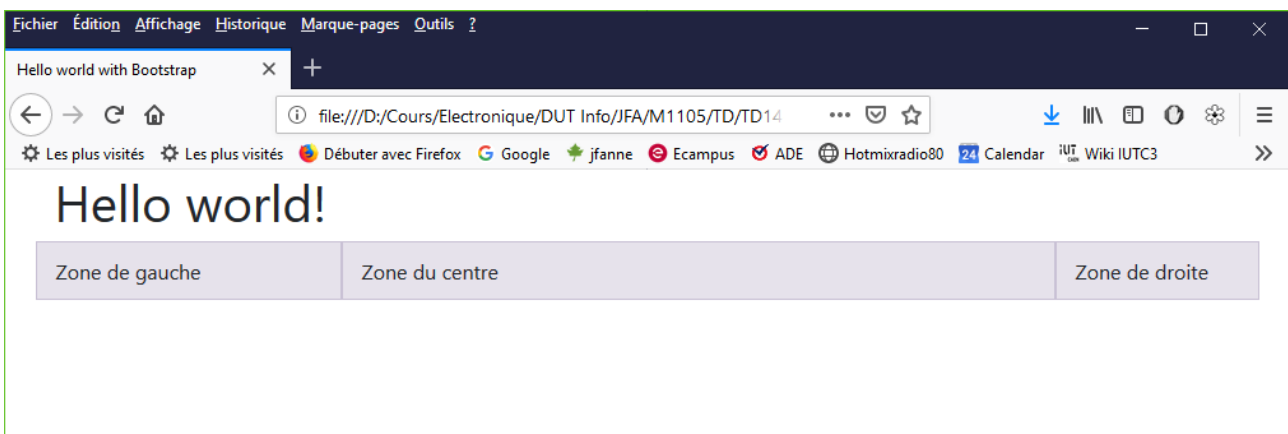 Fichier Édition Affichage Historique Marque-pages Outils ?
Hello world with Bootstrap
file:///D:/Cours/Electronique/DUT Info/JFA/M1105/TD/TD14
Les plus visités Les plus visités Débuter avec Firefox Google jfanne Ecampus ADE Hotmixradio80 24 Calendar Wiki IUTC3
Hello world!
Zone de gauche Zone du centre Zone de droite